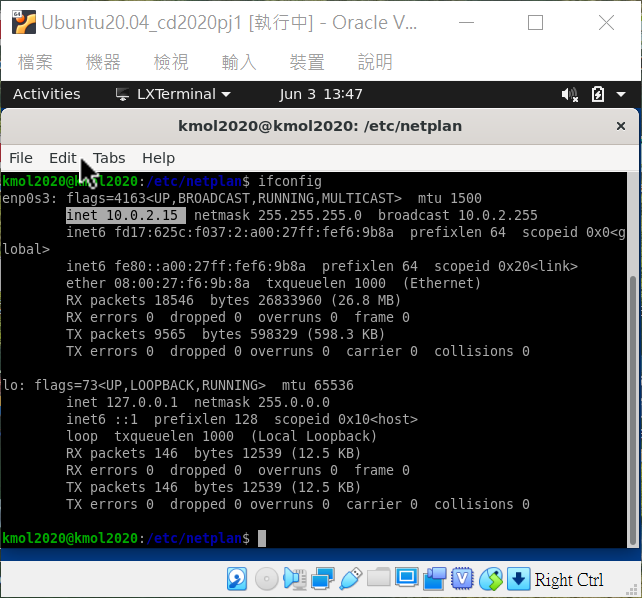 Ubuntu20.04_cd2020pj1 [執行中] - Oracle V...
檔案 機器 檢視 輸入 裝置 說明
Activities LXTerminal Jun 3 13:47
kmol2020@kmol2020: /etc/netplan ×
File Edit Tabs Help
kmol2020@kmol2020:/etc/netplan$ ifconfig
enp0s3: flags=4163<UP,BROADCAST,RUNNING,MULTICAST>  mtu 1500
        inet 10.0.2.15  netmask 255.255.255.0  broadcast 10.0.2.255
        inet6 fd17:625c:f037:2:a00:27ff:fef6:9b8a  prefixlen 64  scopeid 0x0<g
lobal>
        inet6 fe80::a00:27ff:fef6:9b8a  prefixlen 64  scopeid 0x20<link>
        ether 08:00:27:f6:9b:8a  txqueuelen 1000  (Ethernet)
        RX packets 18546  bytes 26833960 (26.8 MB)
        RX errors 0  dropped 0  overruns 0  frame 0
        TX packets 9565  bytes 598329 (598.3 KB)
        TX errors 0  dropped 0 overruns 0  carrier 0  collisions 0
lo: flags=73<UP,LOOPBACK,RUNNING>  mtu 65536
        inet 127.0.0.1  netmask 255.0.0.0
        inet6 ::1  prefixlen 128  scopeid 0x10<host>
        loop  txqueuelen 1000  (Local Loopback)
        RX packets 146  bytes 12539 (12.5 KB)
        RX errors 0  dropped 0  overruns 0  frame 0
        TX packets 146  bytes 12539 (12.5 KB)
        TX errors 0  dropped 0 overruns 0  carrier 0  collisions 0
kmol2020@kmol2020:/etc/netplan$
Right Ctrl